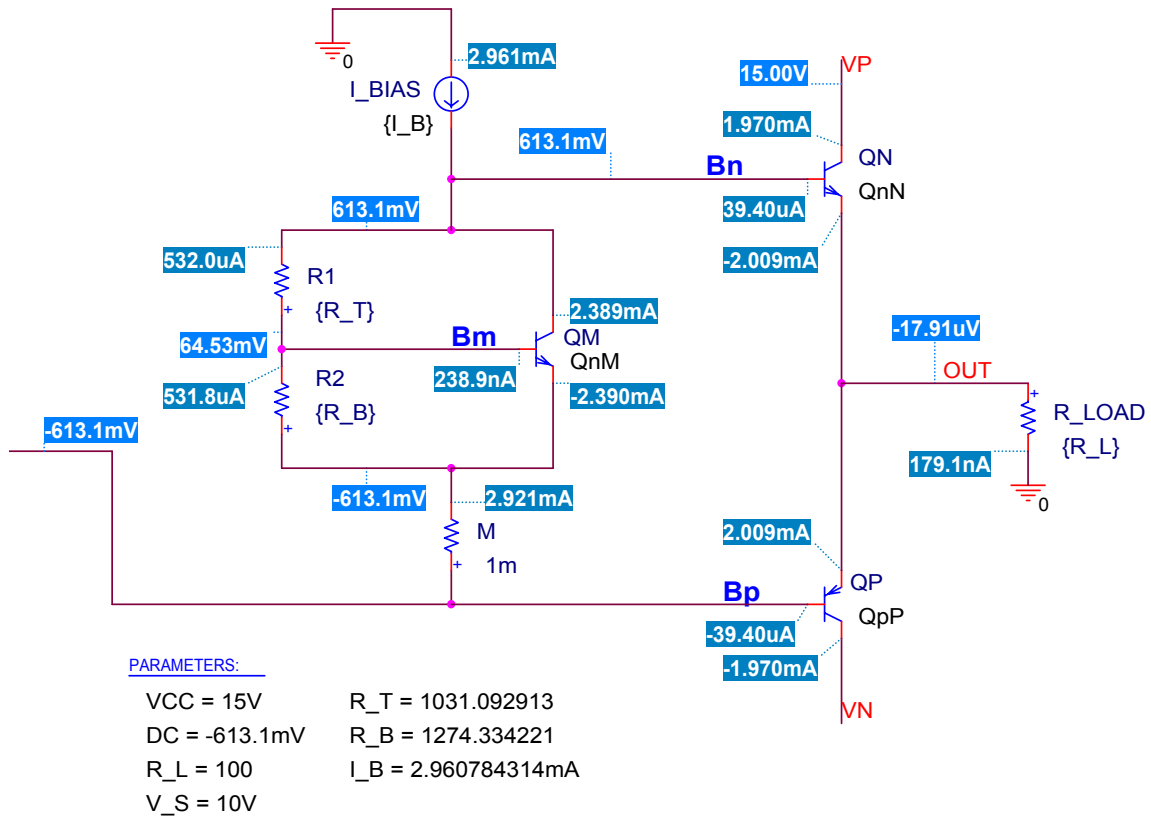 2.961mA
0
I_BIAS
{I_B}
15.00V
VP
1.970mA
613.1mV
Bn
QN
QnN
39.40uA
613.1mV
-2.009mA
532.0uA
R1
{R_T}
2.389mA
64.53mV
Bm
QM
QnM
238.9nA
-2.390mA
531.8uA
R2
{R_B}
-17.91uV
OUT
R_LOAD
{R_L}
179.1nA
0
-613.1mV
-613.1mV
2.921mA
M
1m
2.009mA
Bp
QP
QpP
-39.40uA
-1.970mA
VN
PARAMETERS:
VCC = 15V
DC = -613.1mV
R_L = 100
V_S = 10V
R_T = 1031.092913
R_B = 1274.334221
I_B = 2.960784314mA
+
+
+
+